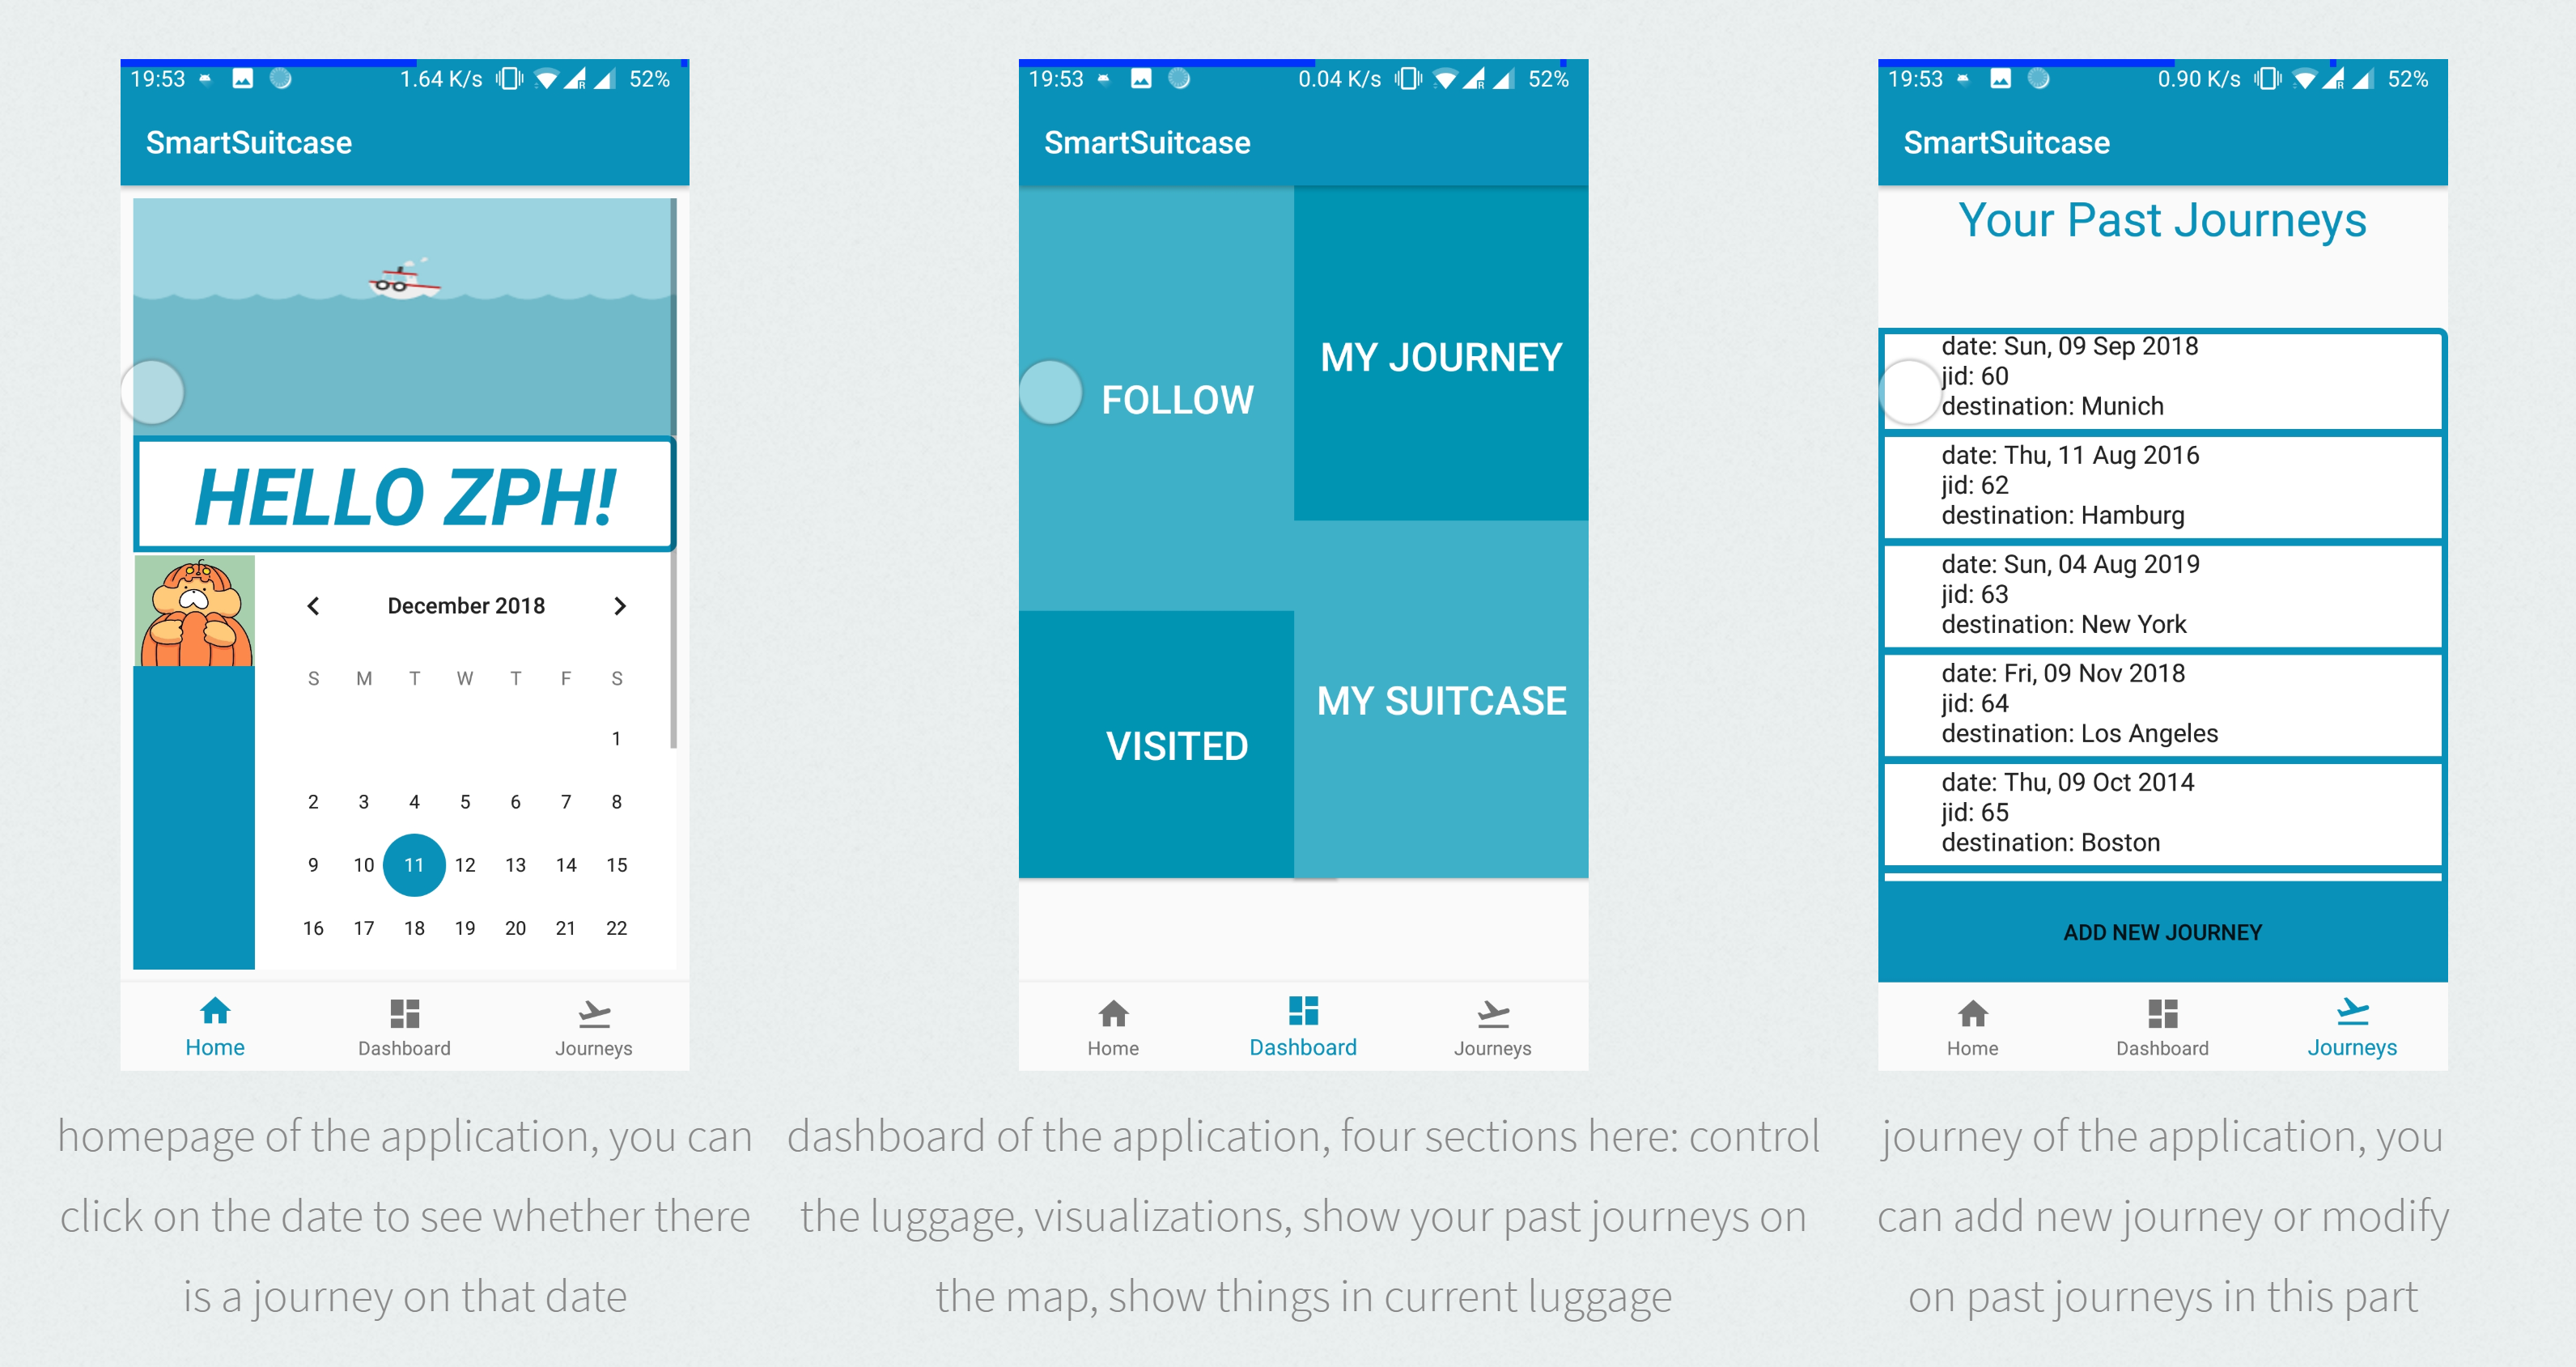 19:53 1.64 K/s R 52%
SmartSuitcase
HELLO ZPH!
December 2018
S M T W T F S
1
2 3 4 5 6 7 8
9 10 11 12 13 14 15
16 17 18 19 20 21 22
Home Dashboard Journeys
homepage of the application, you can
click on the date to see whether there
is a journey on that date
19:53 0.04 K/s R 52%
SmartSuitcase
FOLLOW
MY JOURNEY
VISITED
MY SUITCASE
Home Dashboard Journeys
dashboard of the application, four sections here: control
the luggage, visualizations, show your past journeys on
the map, show things in current luggage
19:53 0.90 K/s R 52%
SmartSuitcase
Your Past Journeys
date: Sun, 09 Sep 2018
jid: 60
destination: Munich
date: Thu, 11 Aug 2016
jid: 62
destination: Hamburg
date: Sun, 04 Aug 2019
jid: 63
destination: New York
date: Fri, 09 Nov 2018
jid: 64
destination: Los Angeles
date: Thu, 09 Oct 2014
jid: 65
destination: Boston
ADD NEW JOURNEY
Home Dashboard Journeys
journey of the application, you
can add new journey or modify
on past journeys in this part